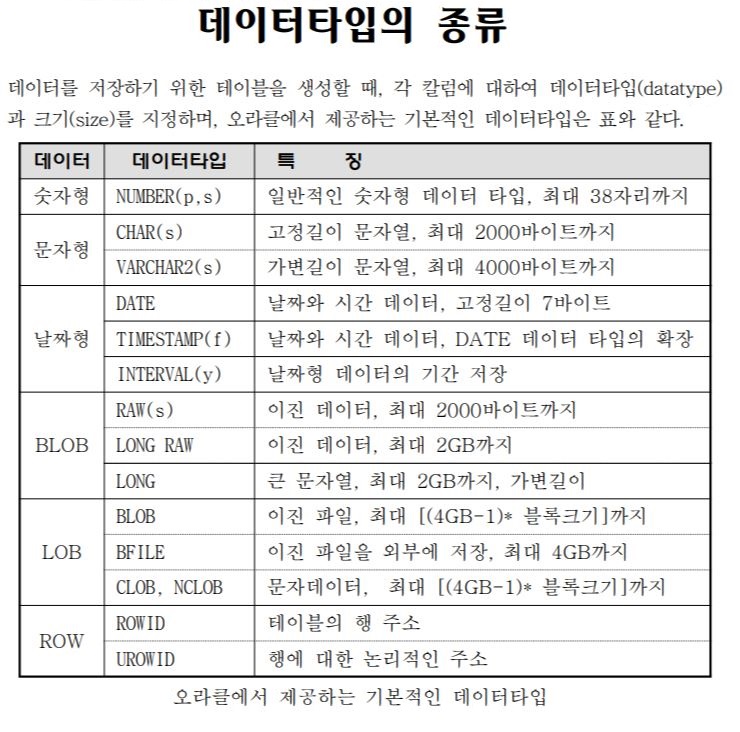 데이터타입의 종류
데이터를 저장하기 위한 테이블을 생성할 때, 각 칼럼에 대하여 데이터타입(datatype)
과 크기(size)를 지정하며, 오라클에서 제공하는 기본적인 데이터타입은 표와 같다.
데이터 데이터타입 특 징
숫자형 NUMBER(p,s) 일반적인 숫자형 데이터 타입, 최대 38자리까지
문자형 CHAR(s) 고정길이 문자열, 최대 2000바이트까지
VARCHAR2(s) 가변길이 문자열, 최대 4000바이트까지
날짜형 DATE 날짜와 시간 데이터, 고정길이 7바이트
TIMESTAMP(f) 날짜와 시간 데이터, DATE 데이터 타입의 확장
INTERVAL(y) 날짜형 데이터의 기간 저장
BLOB RAW(s) 이진 데이터, 최대 2000바이트까지
LONG RAW 이진 데이터, 최대 2GB까지
LONG 큰 문자열, 최대 2GB까지, 가변길이
LOB BLOB 이진 파일, 최대 [(4GB-1)* 블록크기]까지
BFILE 이진 파일을 외부에 저장, 최대 4GB까지
CLOB, NCLOB 문자데이터, 최대 [(4GB-1)* 블록크기]까지
ROW ROWID 테이블의 행 주소
UROWID 행에 대한 논리적인 주소
오라클에서 제공하는 기본적인 데이터타입